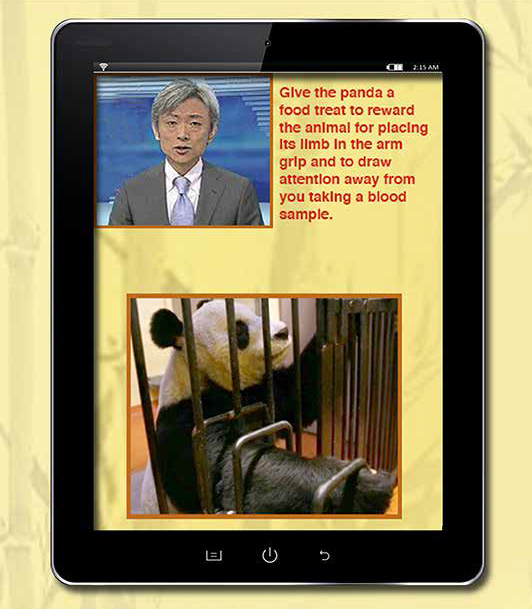 2:15 AM
Give the panda a
food treat to reward
the animal for placing
its limb in the arm
grip and to draw
attention away from
you taking a blood
sample.